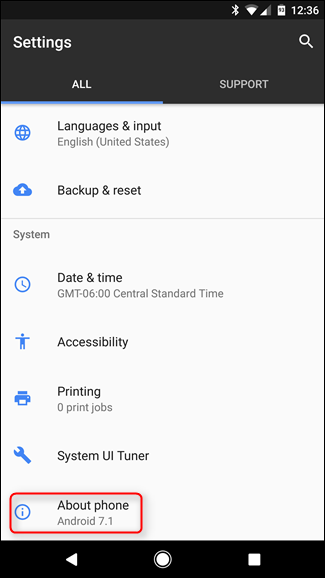 12:36
Settings
ALL
SUPPORT
Languages & input
English (United States)
Backup & reset
System
Date & time
GMT-06:00 Central Standard Time
Accessibility
Printing
0 print jobs
System UI Tuner
About phone
Android 7.1